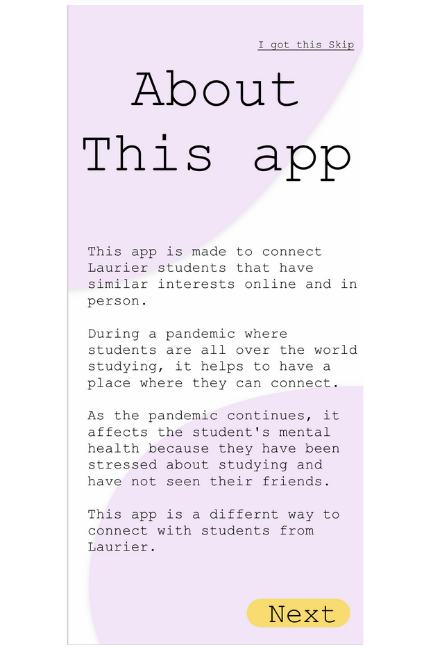 I got this Skip
About
This app
This app is made to connect
Laurier students that have
similar interests online and in
person.
During a pandemic where
students are all over the world
studying, it helps to have a
place where they can connect.
As the pandemic continues, it
affects the student's mental
health because they have been
stressed about studying and
have not seen their friends.
This app is a differnt way to
connect with students from
Laurier.
Next